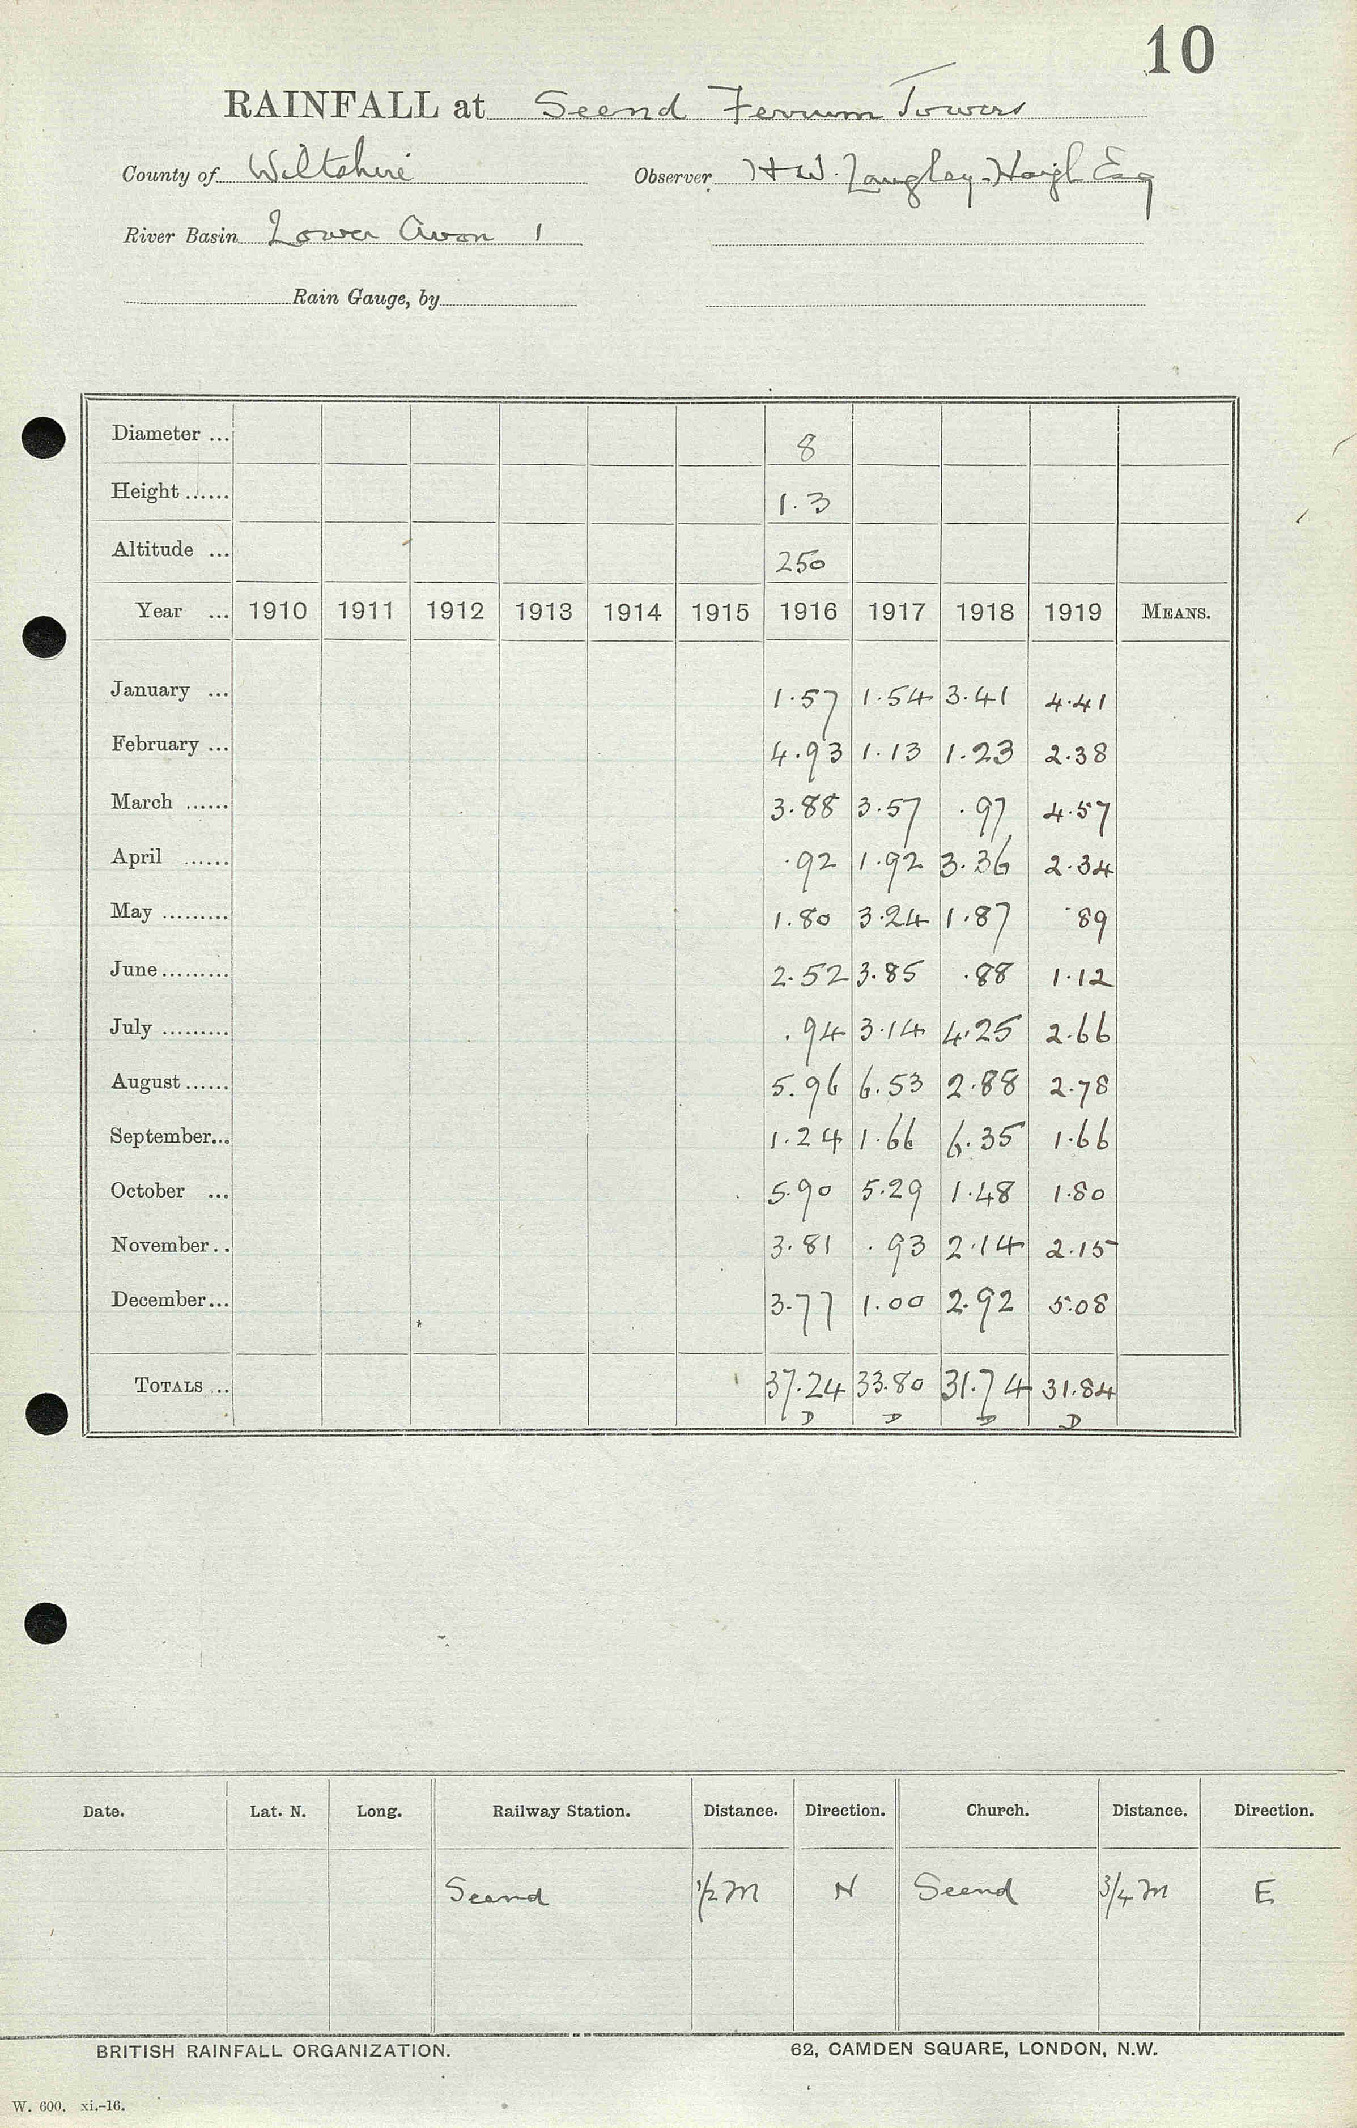 10
RAINFALL at Seend Ferrum Towers
County of Wiltshire Observer H W. Langley-Haigh Esq
River Basin Lower Avon 1
Rain Gauge, by
Diameter ... 8
Height ...... 1.3
Altitude ... 250
Year ... 1910 1911 1912 1913 1914 1915 1916 1917 1918 1919 MEANS.
January ... 1.57 1.54 3.41 4.41
February ... 4.93 1.13 1.23 2.38
March ...... 3.88 3.57 .97 4.57
April ...... .92 1.92 3.36 2.34
May ......... 1.80 3.24 1.87 .89
June ......... 2.52 3.85 .88 1.12
July ......... .94 3.14 4.25 2.66
August ...... 5.96 6.53 2.88 2.78
September... 1.24 1.66 6.35 1.66
October ... 5.90 5.29 1.48 1.80
November.. 3.81 .93 2.14 2.15
December... 3.77 1.00 2.92 5.08
TOTALS ... 37.24 33.80 31.74 31.84
D D D D
Date. Lat. N. Long. Railway Station. Distance. Direction. Church. Distance. Direction.
Seend 1/2 m N Seend 3/4 m E
BRITISH RAINFALL ORGANIZATION. 62, CAMDEN SQUARE, LONDON, N.W.
W. 600. xi.-16.